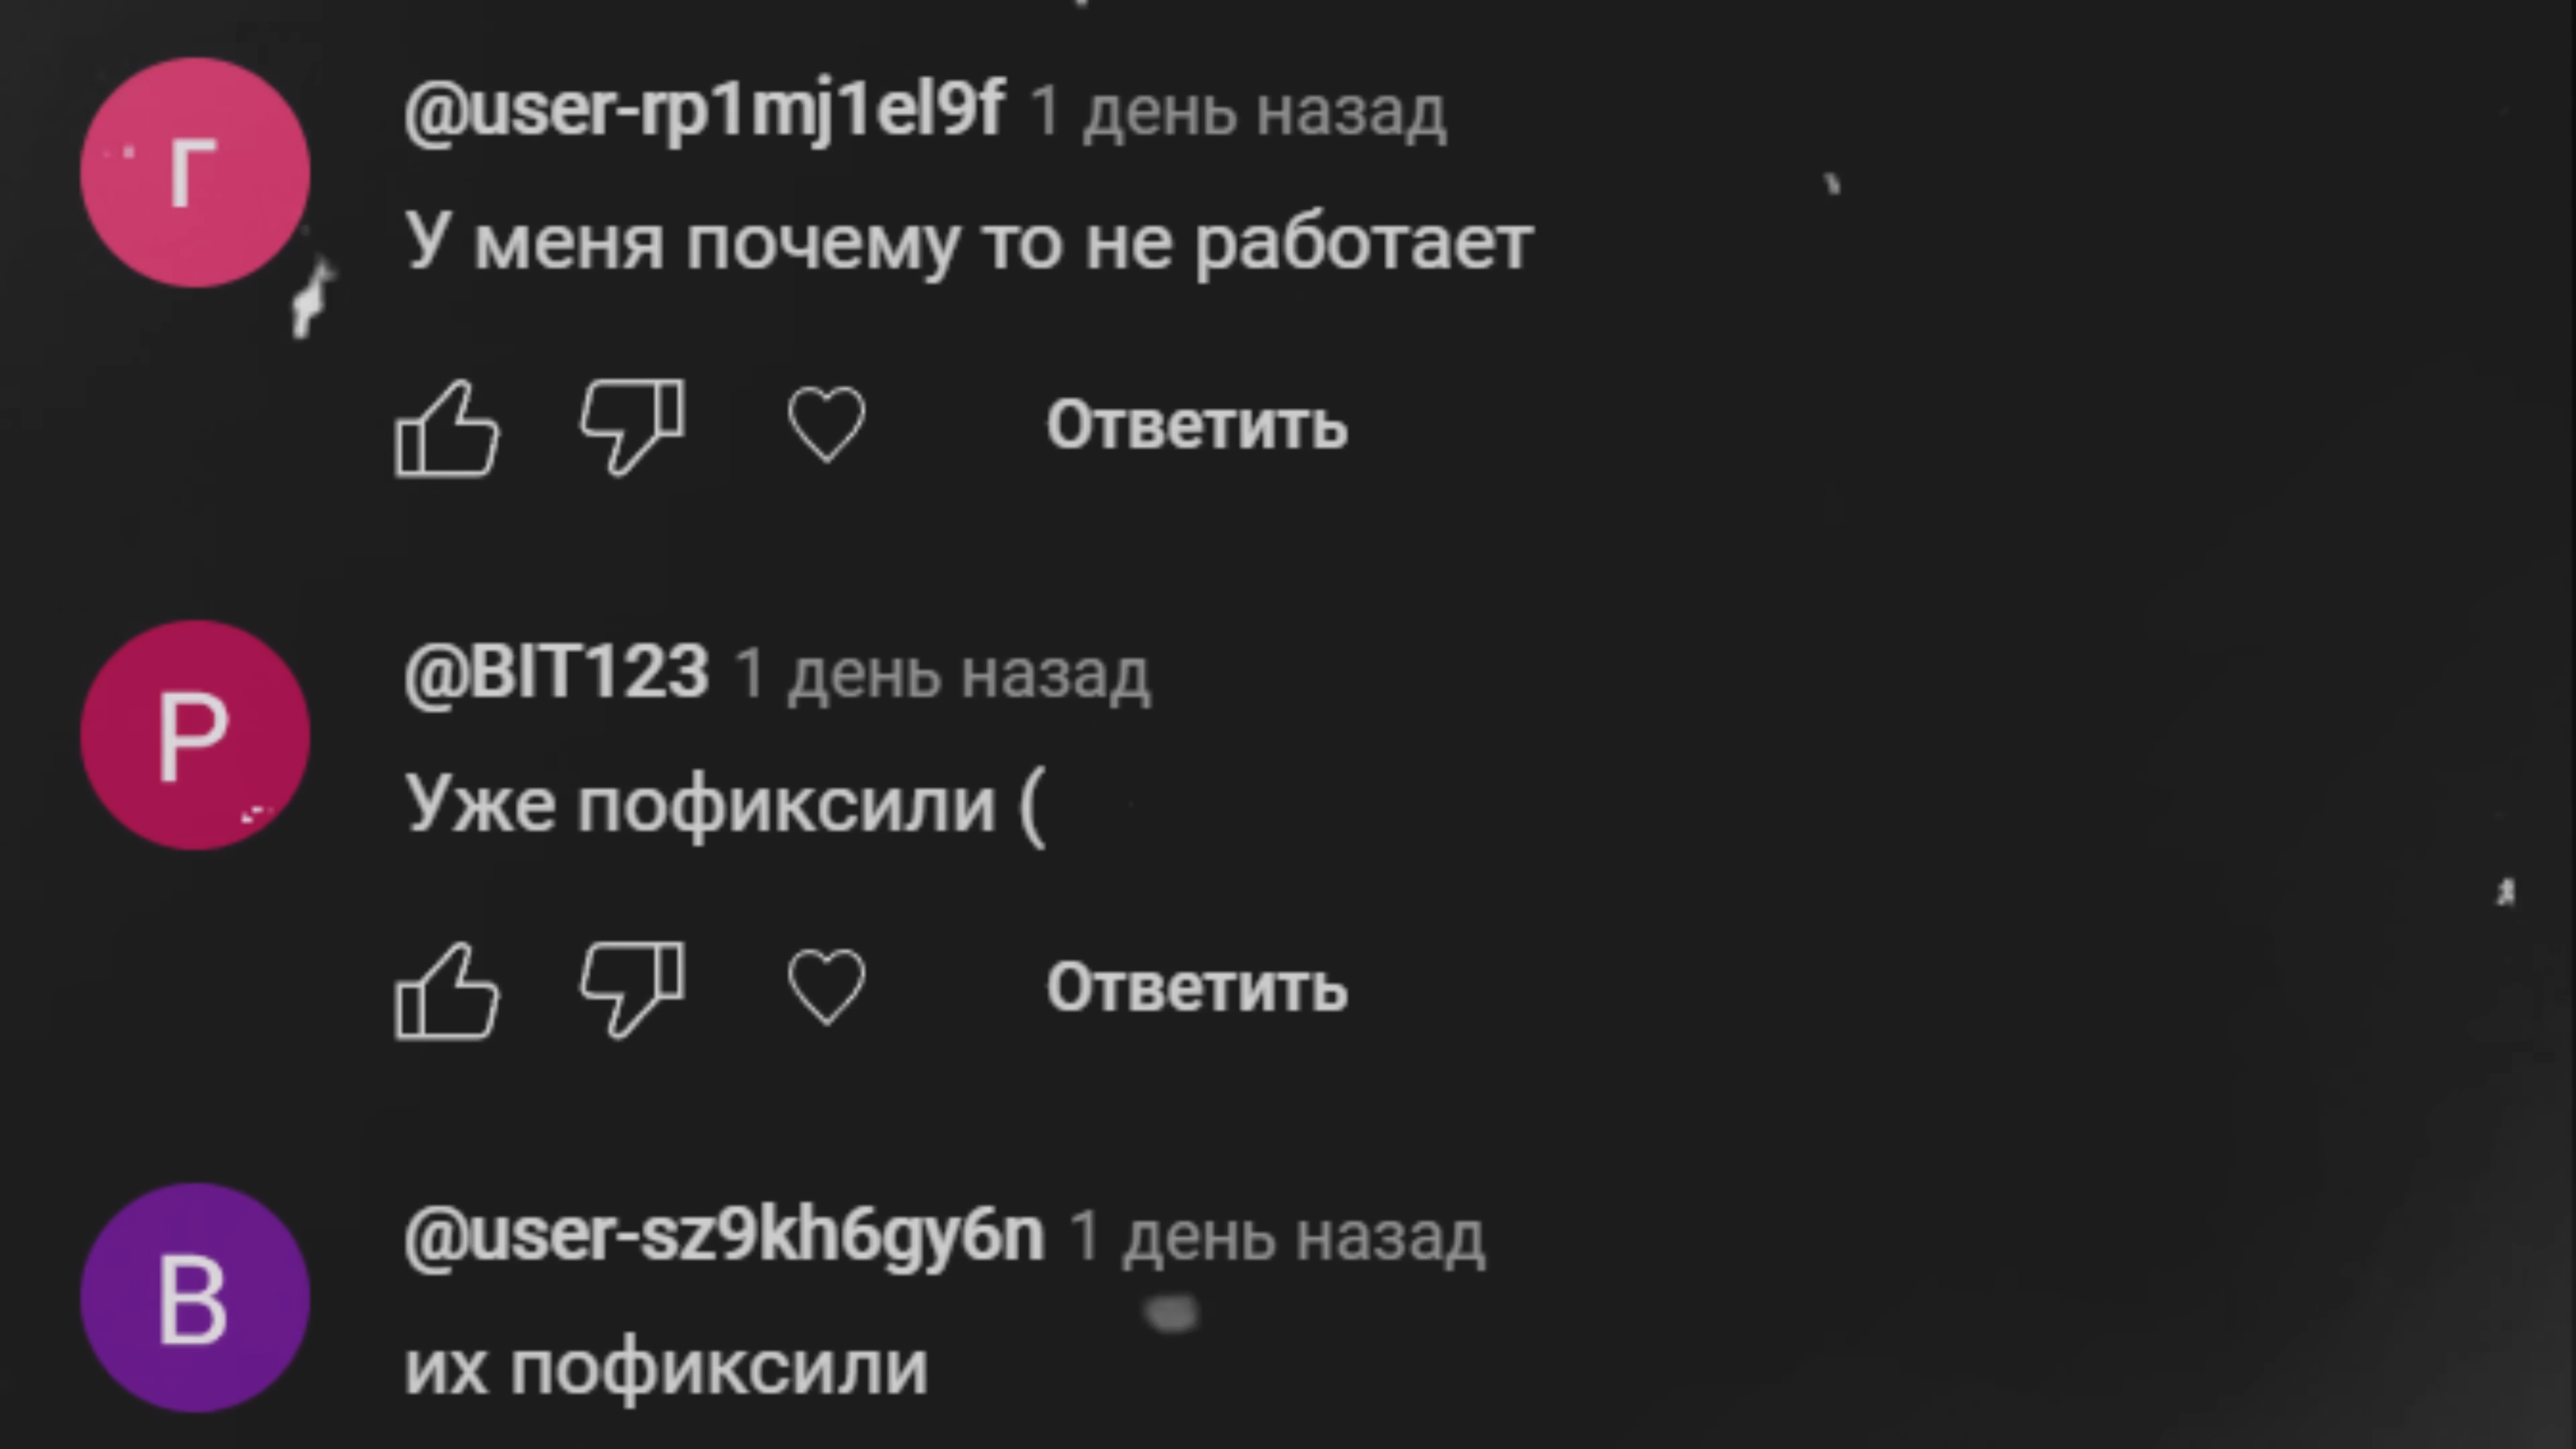 Г
@user-rp1mj1el9f 1 день назад
У меня почему то не работает
Ответить
Р
@BIT123 1 день назад
Уже пофиксили (
Ответить
В
@user-sz9kh6gy6n 1 день назад
их пофиксили